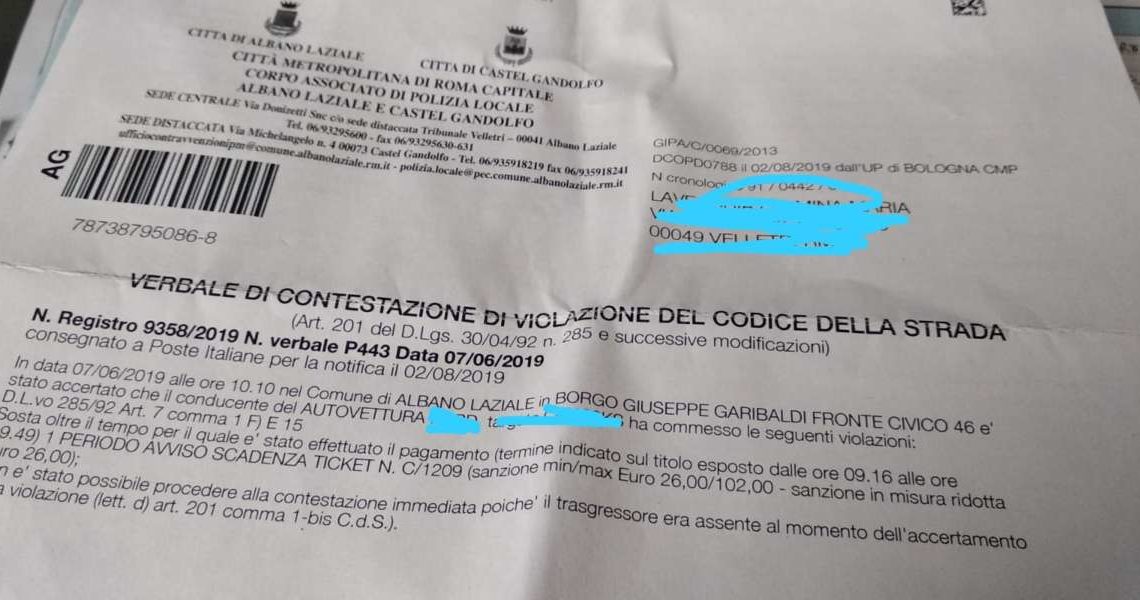 CITTA DI ALBANO LAZIALE
CITTA DI CASTEL GANDOLFO
CITTÀ METROPOLITANA DI ROMA CAPITALE
CORPO ASSOCIATO DI POLIZIA LOCALE
ALBANO LAZIALE E CASTEL GANDOLFO
SEDE CENTRALE Via Donizetti Snc c/o sede distaccata Tribunale Velletri – 00041 Albano Laziale
Tel. 06/93295600 - fax 06/93295630-631
SEDE DISTACCATA Via Michelangelo n. 4 00073 Castel Gandolfo - Tel. 06/935918219 fax 06/935918241
ufficiocontravvenzionipm@comune.albanolaziale.rm.it - polizia.locale@pec.comune.albanolaziale.rm.it
AG
78738795086-8
GIPA/C/0069/2013
DCOPD0788 il 02/08/2019 dall'UP di BOLOGNA CMP
N
00049
VERBALE DI CONTESTAZIONE DI VIOLAZIONE DEL CODICE DELLA STRADA
(Art. 201 del D.Lgs. 30/04/92 n. 285 e successive modificazioni)
N. Registro 9358/2019 N. verbale P443 Data 07/06/2019
consegnato a Poste Italiane per la notifica il 02/08/2019
In data 07/06/2019 alle ore 10.10 nel Comune di ALBANO LAZIALE in BORGO GIUSEPPE GARIBALDI FRONTE CIVICO 46 e'
stato accertato che il conducente del AUTOVETTURA ha commesso le seguenti violazioni:
D.L.vo 285/92 Art. 7 comma 1 F) E 15
Sosta oltre il tempo per il quale e' stato effettuato il pagamento (termine indicato sul titolo esposto dalle ore 09.16 alle ore
9.49) 1 PERIODO AVVISO SCADENZA TICKET N. C/1209 (sanzione min/max Euro 26,00/102,00 - sanzione in misura ridotta
26,00);
e' stato possibile procedere alla contestazione immediata poiche' il trasgressore era assente al momento dell'accertamento
violazione (lett. d) art. 201 comma 1-bis C.d.S.).